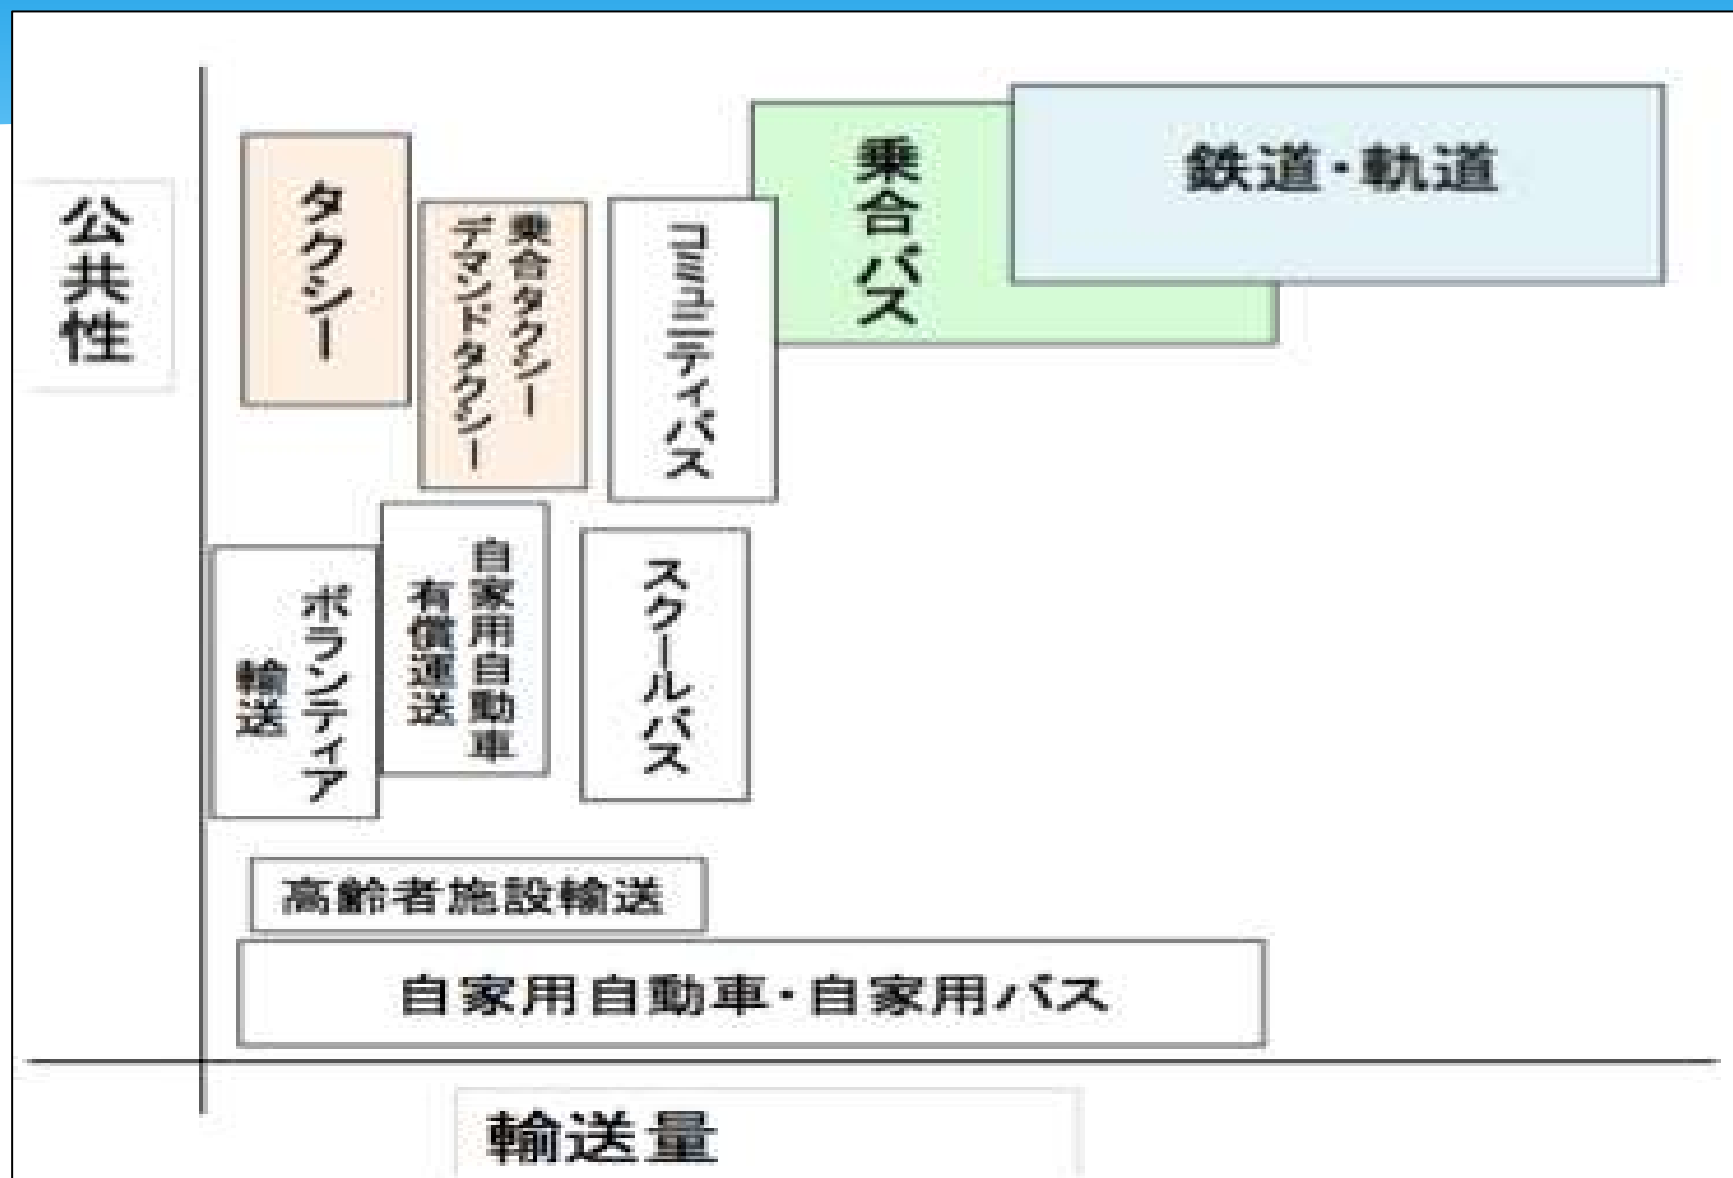 公共性
タクシー
乗合タクシー
デマンドタクシー
コミュニティバス
乗合バス
鉄道・軌道
ボランティア
輸送
自家用自動車
有償運送
スクールバス
高齢者施設輸送
自家用自動車・自家用バス
輸送量